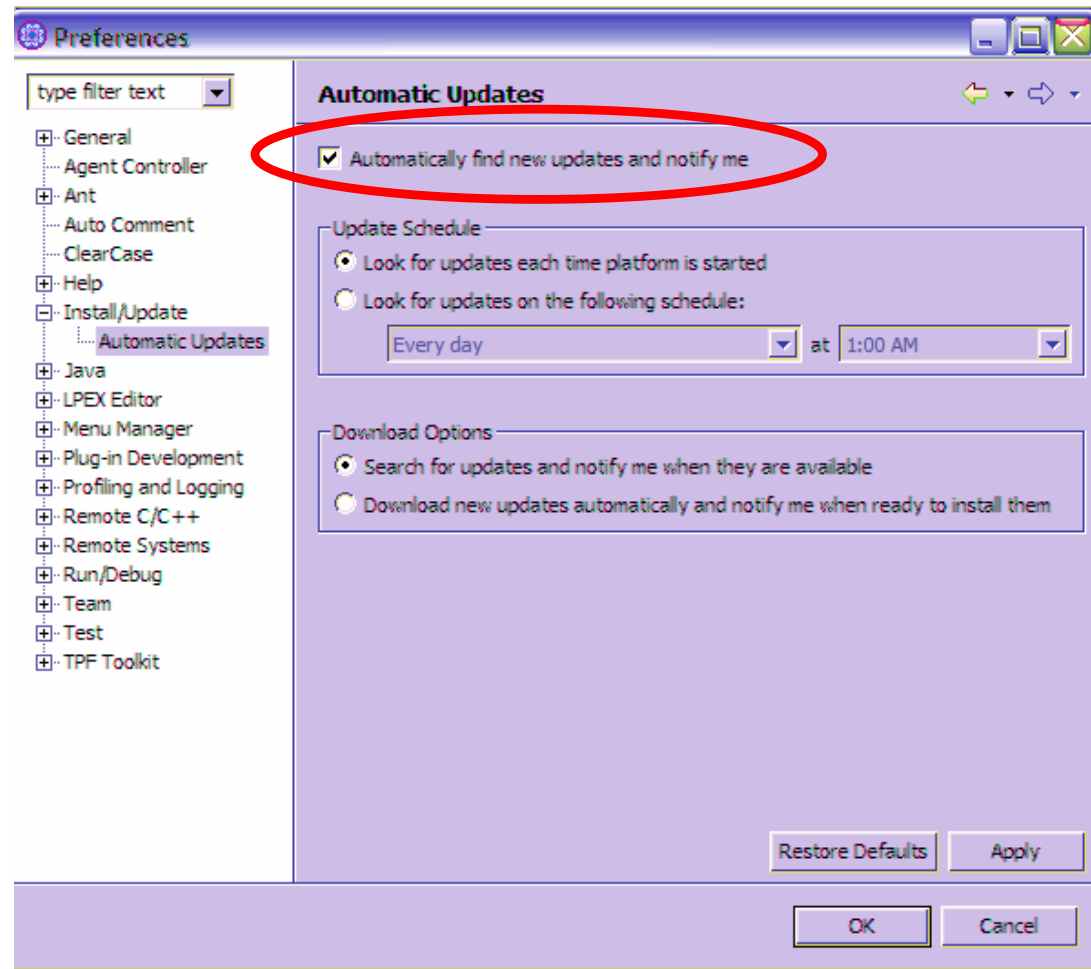 Preferences
type filter text
General
Agent Controller
Ant
Auto Comment
ClearCase
Help
Install/Update
Automatic Updates
Java
LPEX Editor
Menu Manager
Plug-in Development
Profiling and Logging
Remote C/C++
Remote Systems
Run/Debug
Team
Test
TPF Toolkit
Automatic Updates
Automatically find new updates and notify me
Update Schedule
Look for updates each time platform is started
Look for updates on the following schedule:
Every day at 1:00 AM
Download Options
Search for updates and notify me when they are available
Download new updates automatically and notify me when ready to install them
Restore Defaults Apply
OK Cancel